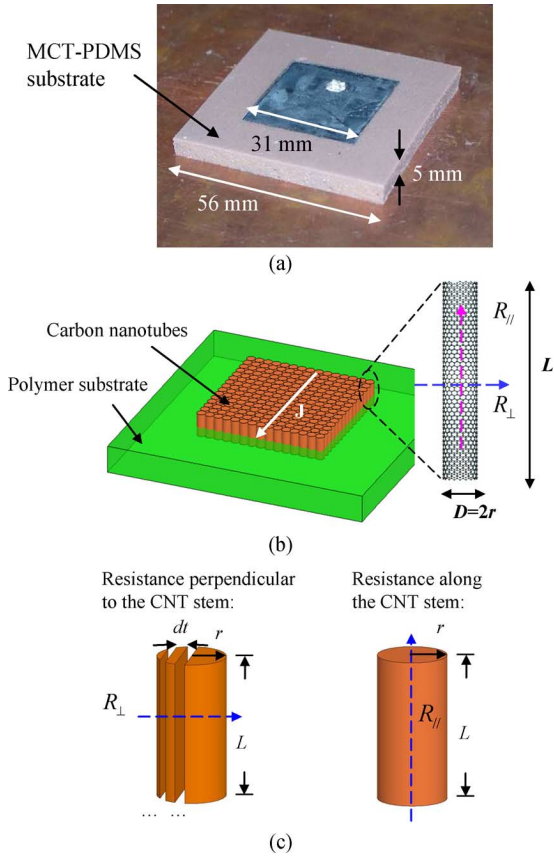 MCT-PDMS
substrate
31 mm
5 mm
56 mm
(a)
Carbon nanotubes
Polymer substrate
J
R//
R⊥
L
D=2r
(b)
Resistance perpendicular
to the CNT stem:
Resistance along
the CNT stem:
dt
r
R⊥
L
... ...
r
R//
L
(c)